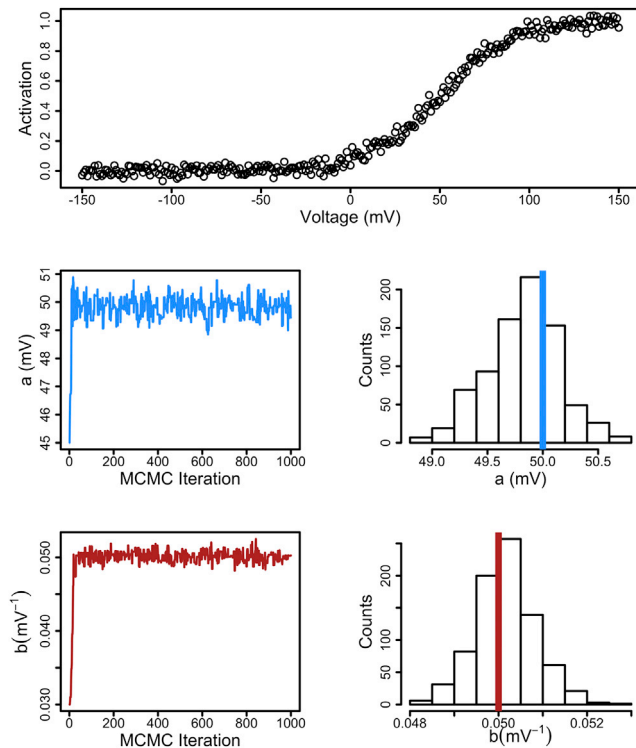 Activation
0.0 0.2 0.4 0.6 0.8 1.0
-150 -100 -50 0 50 100 150
Voltage (mV)
a (mV)
45 46 47 48 49 50 51
0 200 400 600 800 1000
MCMC Iteration
Counts
0 50 100 150 200
49.0 49.5 50.0 50.5
a (mV)
b(mV⁻¹)
0.030 0.040 0.050
0 200 400 600 800 1000
MCMC Iteration
Counts
0 50 100 200
0.048 0.050 0.052
b(mV⁻¹)